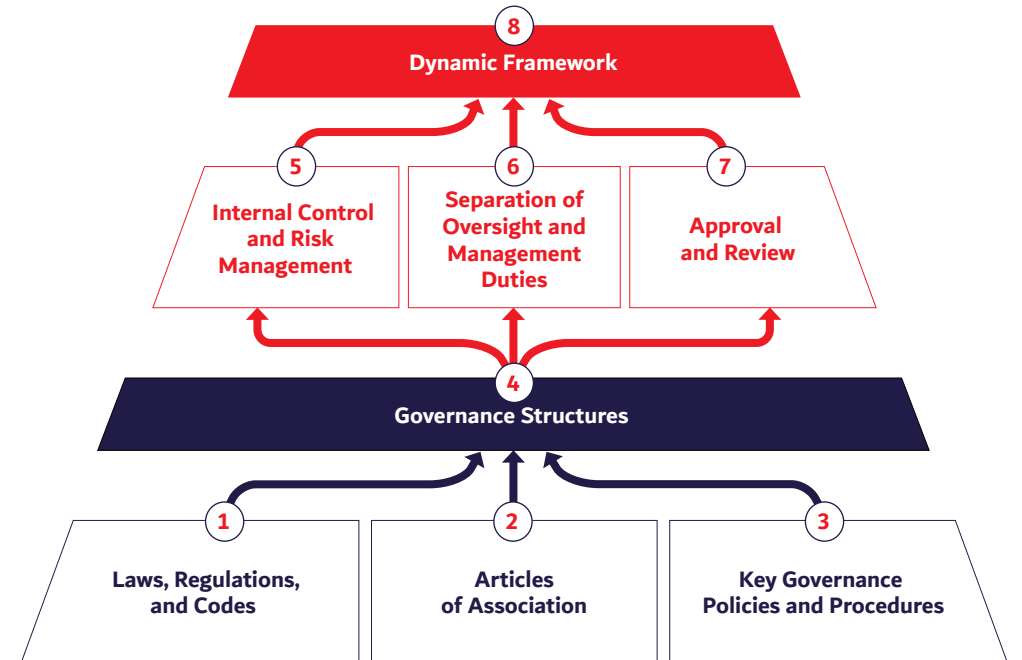 8
Dynamic Framework
5
Internal Control
and Risk
Management
6
Separation of
Oversight and
Management
Duties
7
Approval
and Review
4
Governance Structures
1
Laws, Regulations,
and Codes
2
Articles
of Association
3
Key Governance
Policies and Procedures